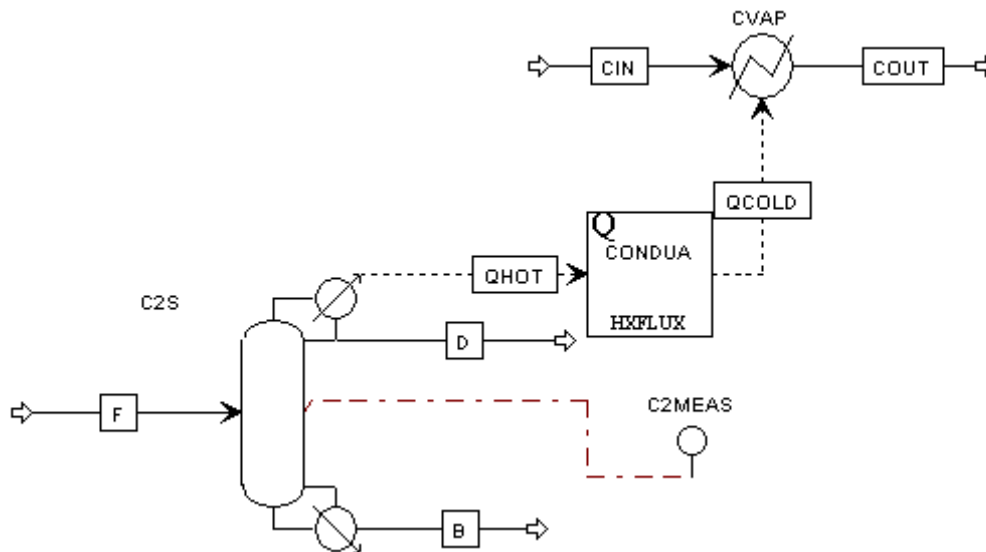 CVAP
CIN
COUT
QCOLD
Q
CONDUA
QHOT
HXFLUX
C2S
D
F
C2MEAS
B